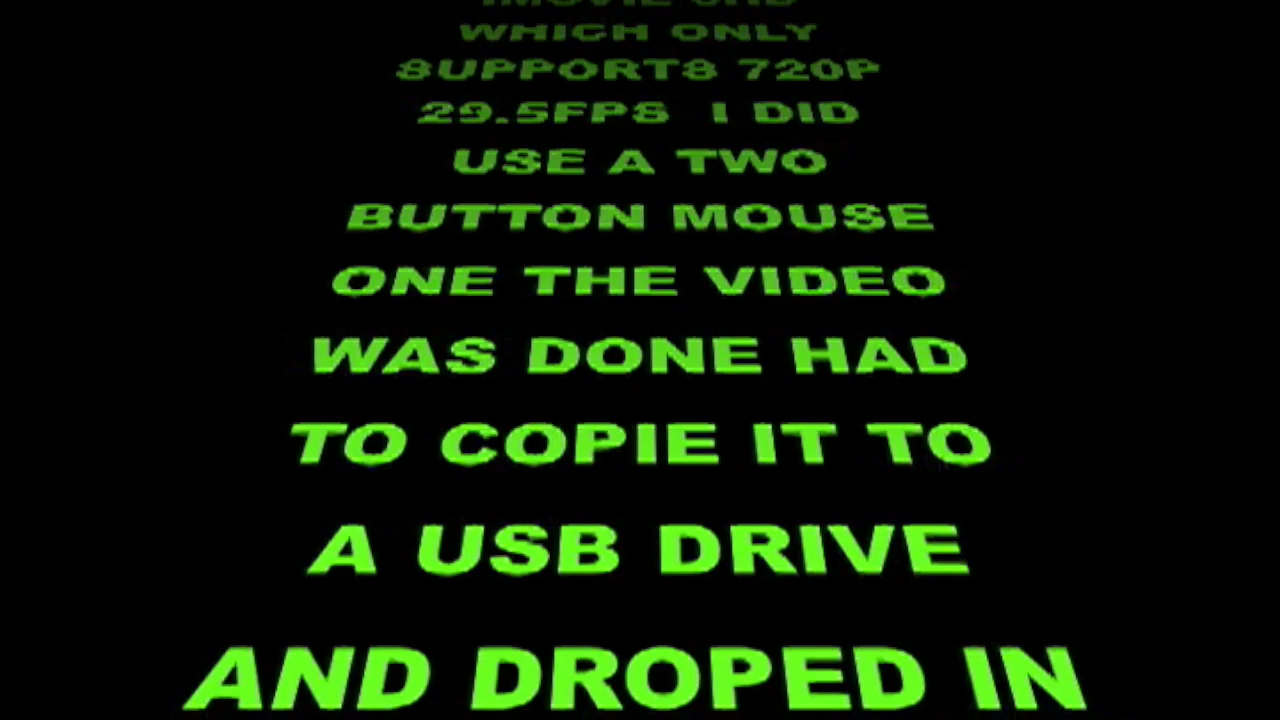 IMOVIE
WHICH ONLY
SUPPORTS 720P
29.5FPS I DID
USE A TWO
BUTTON MOUSE
ONE THE VIDEO
WAS DONE HAD
TO COPIE IT TO
A USB DRIVE
AND DROPED IN